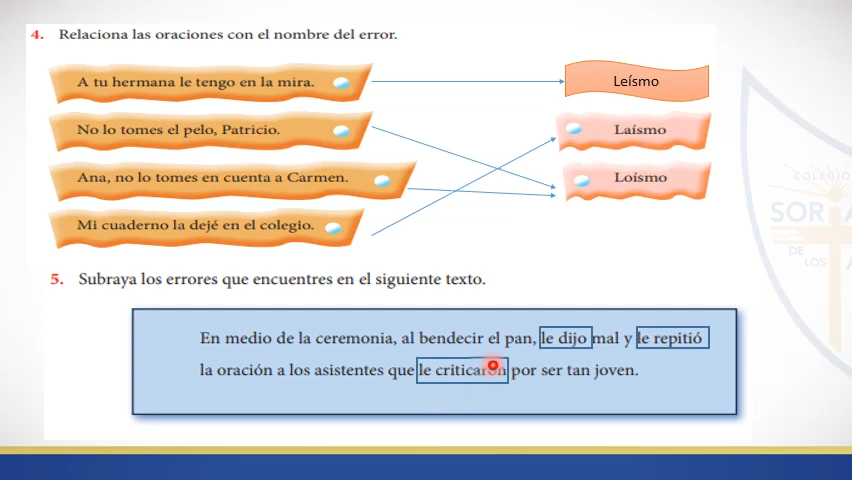 4. Relaciona las oraciones con el nombre del error.
A tu hermana le tengo en la mira.
Leísmo
No lo tomes el pelo, Patricio.
Laísmo
Ana, no lo tomes en cuenta a Carmen.
Loísmo
Mi cuaderno la dejé en el colegio.
5. Subraya los errores que encuentres en el siguiente texto.
En medio de la ceremonia, al bendecir el pan, le dijo mal y le repitió
la oración a los asistentes que le criticaron por ser tan joven.
COLEGIO
SORIA
DE
LOS